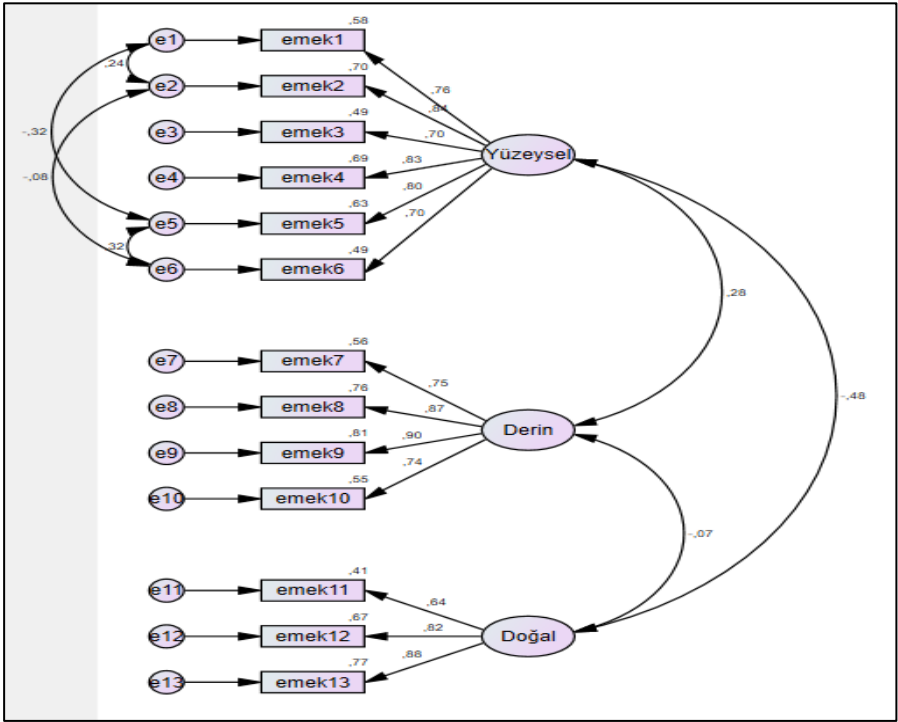 ,58
e1
emek1
,24
,76
,70
e2
emek2
,84
,49
e3
emek3
,70
-,32
,69
Yüzeysel
e4
emek4
,83
-,08
,80
,63
e5
emek5
,70
,32
,49
e6
emek6
,28
,56
e7
emek7
,75
,76
-,48
e8
emek8
,87
,81
Derin
e9
emek9
,90
,74
,55
e10
emek10
-,07
,41
e11
emek11
,64
,67
e12
emek12
,82
Doğal
,77
,88
e13
emek13